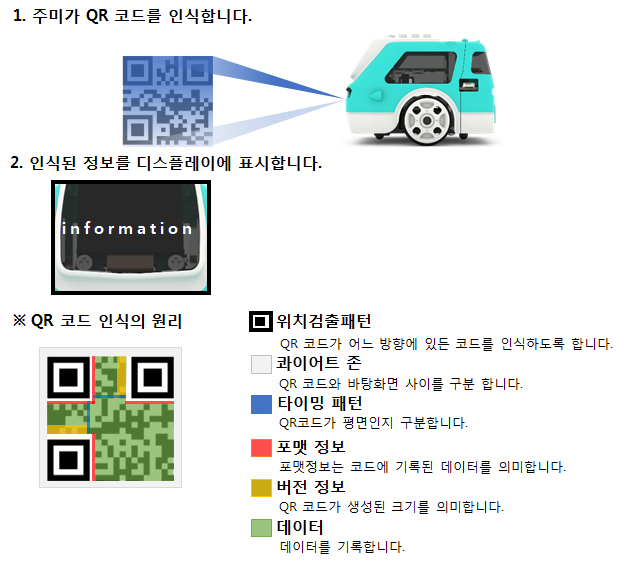 1. 주미가 QR 코드를 인식합니다.
2. 인식된 정보를 디스플레이에 표시합니다.
information
※ QR 코드 인식의 원리
위치검출패턴
QR 코드가 어느 방향에 있든 코드를 인식하도록 합니다.
콰이어트 존
QR 코드와 바탕화면 사이를 구분 합니다.
타이밍 패턴
QR코드가 평면인지 구분합니다.
포맷 정보
포맷정보는 코드에 기록된 데이터를 의미합니다.
버전 정보
QR 코드가 생성된 크기를 의미합니다.
데이터
데이터를 기록합니다.